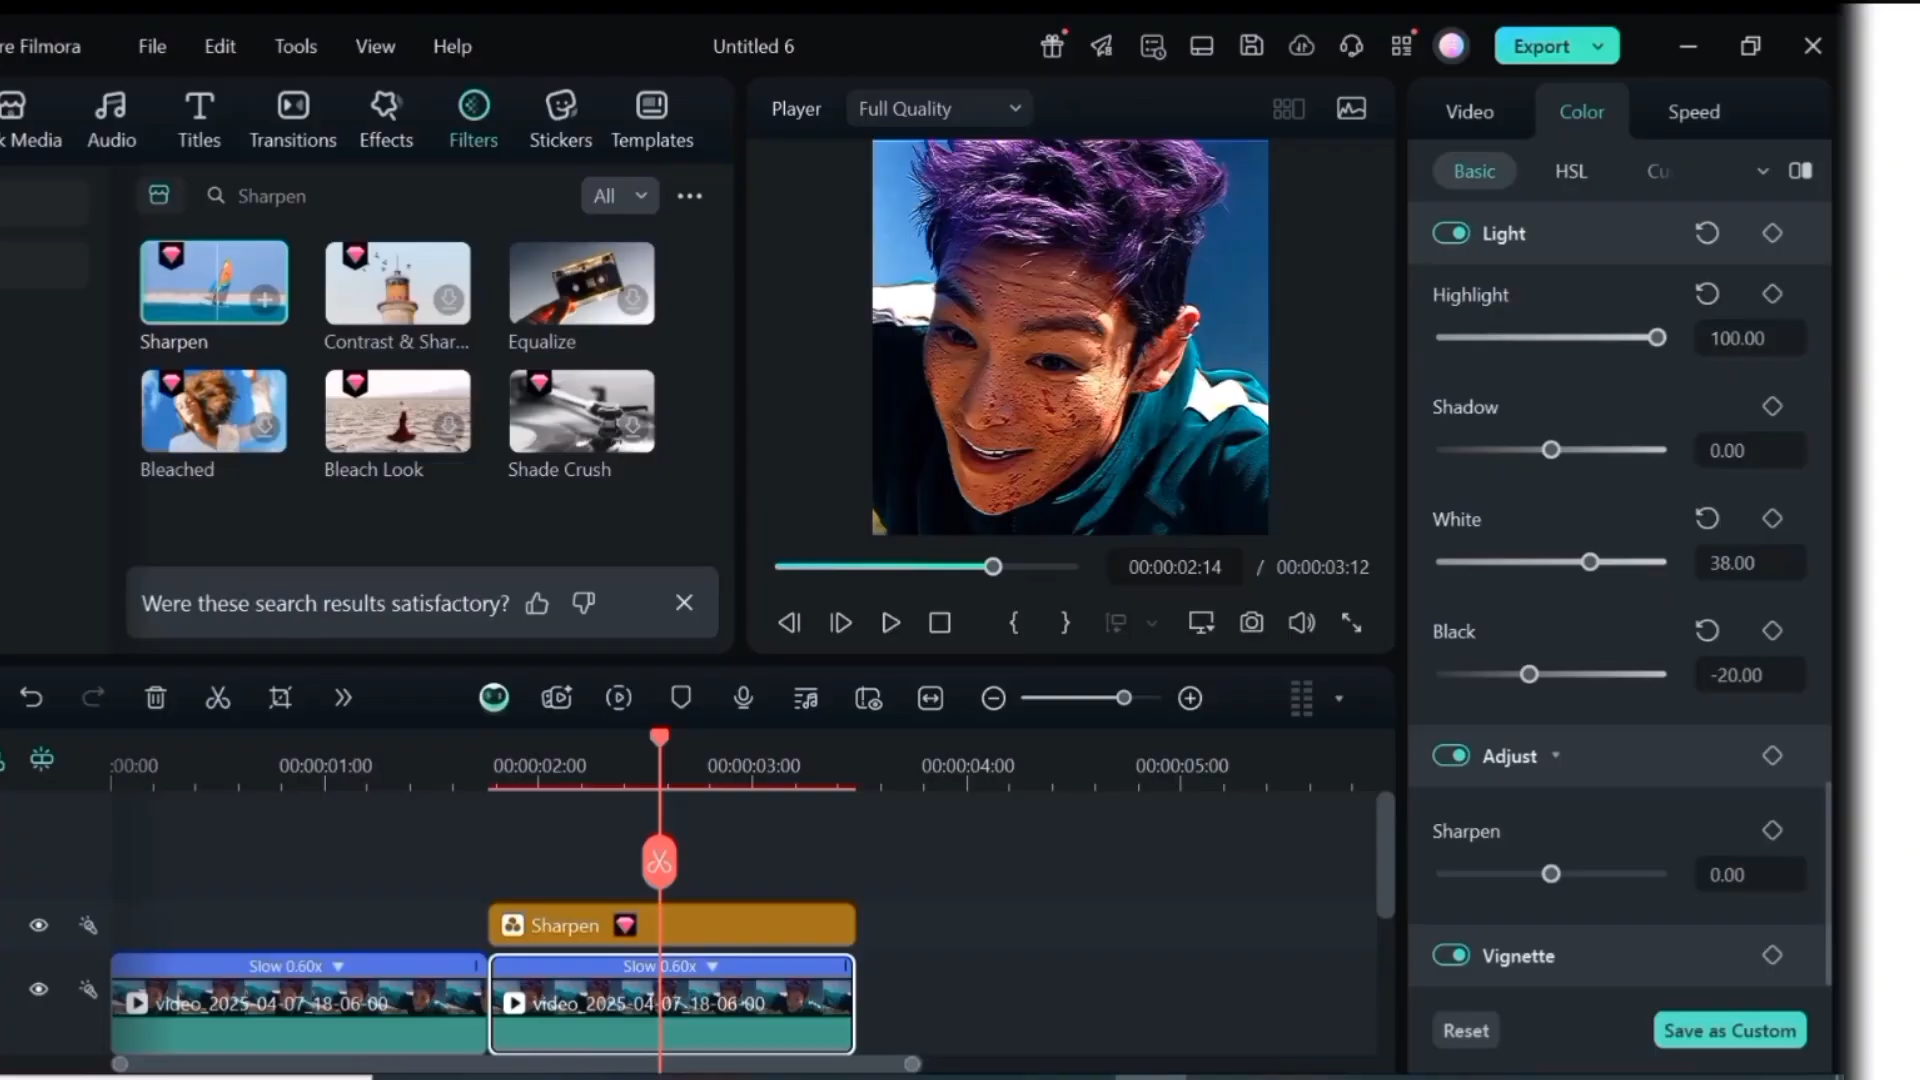 re Filmora File Edit Tools View Help Untitled 6 Export
k Media Audio Titles Transitions Effects Filters Stickers Templates
Sharpen All
Sharpen Contrast & Shar... Equalize
Bleached Bleach Look Shade Crush
Were these search results satisfactory?
Player Full Quality
00:00:02:14 / 00:00:03:12
Video Color Speed
Basic HSL Cu
Light
Highlight
100.00
Shadow
0.00
White
38.00
Black
-20.00
Adjust
Sharpen
0.00
Vignette
Reset Save as Custom
:00:00 00:00:01:00 00:00:02:00 00:00:03:00 00:00:04:00 00:00:05:00
Sharpen
Slow 0.60x Slow 0.60x
video_2025-04-07_18-06-00 video_2025-04-07_18-06-00